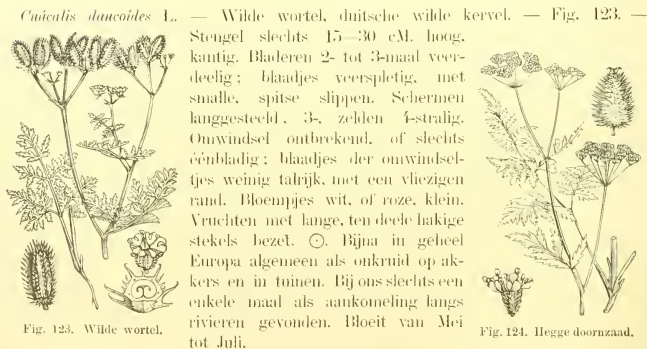 Cuácalis daucoídes L. — Wilde wortel, duitsche wilde kervel. — Fig. 123. —
Stengel slechts 15—30 cM. hoog,
kantig. Bladeren 2- tot 3-maal veer-
deelig; blaadjes veerspletig, met
smalle, spitse slippen. Schermen
langgesteeld, 3-, zelden 4-stralig.
Omwindsel ontbrekend, of slechts
éénbladig; blaadjes der omwindsel-
tjes weinig talrijk, met een vliezigen
rand. Bloempjes wit, of roze, klein.
Vruchten met lange, ten deele hakige
stekels bezet. ⊙. Bijna in geheel
Europa algemeen als onkruid op ak-
kers en in tuinen. Bij ons slechts een
enkele maal als aankomeling langs
rivieren gevonden. Bloeit van Mei
tot Juli.
Fig. 123. Wilde wortel.
Fig. 124. Heggedoornzaad.